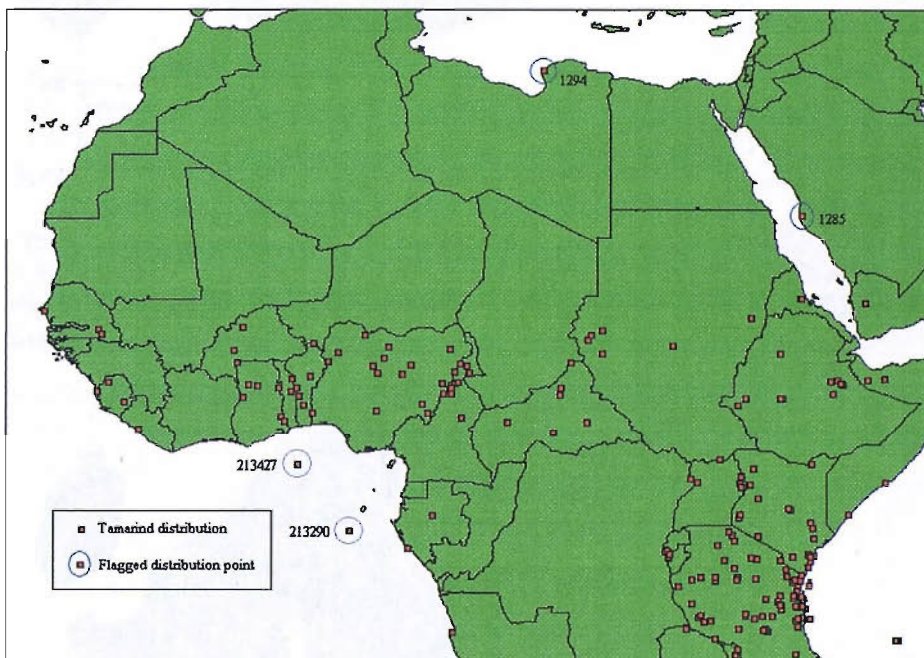 1294
1285
213427
213290
Tamarind distribution
Flagged distribution point